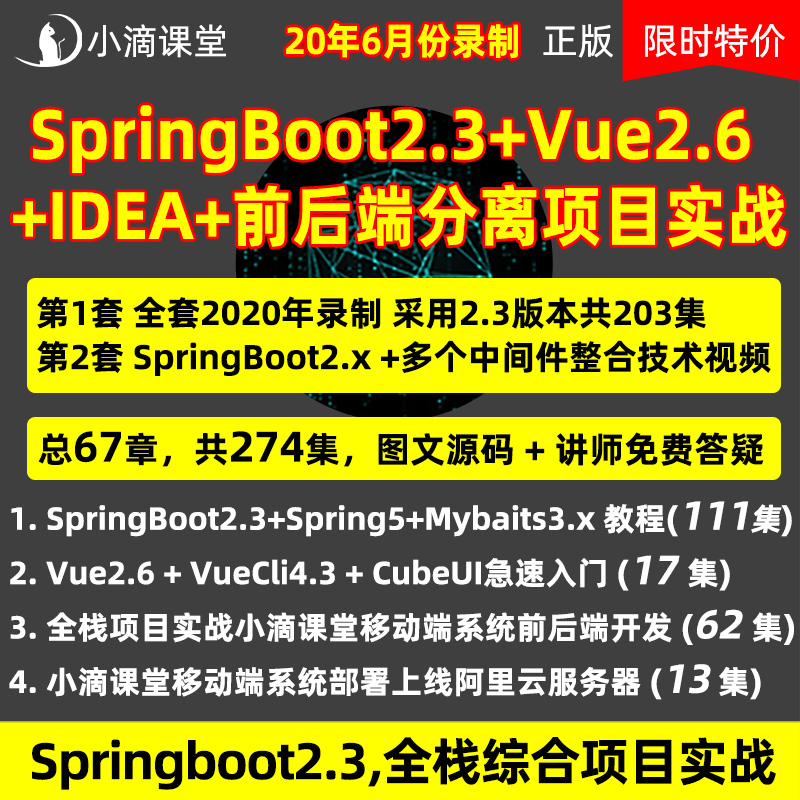 小滴课堂 20年6月份录制 正版 限时特价
SpringBoot2.3+Vue2.6
+IDEA+前后端分离项目实战
第1套 全套2020年录制 采用2.3版本共203集
第2套 SpringBoot2.x +多个中间件整合技术视频
总67章，共274集，图文源码 + 讲师免费答疑
1. SpringBoot2.3+Spring5+Mybaits3.x 教程(111集)
2. Vue2.6 + VueCli4.3 + CubeUI急速入门 (17 集)
3. 全栈项目实战小滴课堂移动端系统前后端开发 (62 集)
4. 小滴课堂移动端系统部署上线阿里云服务器 (13 集)
Springboot2.3,全栈综合项目实战